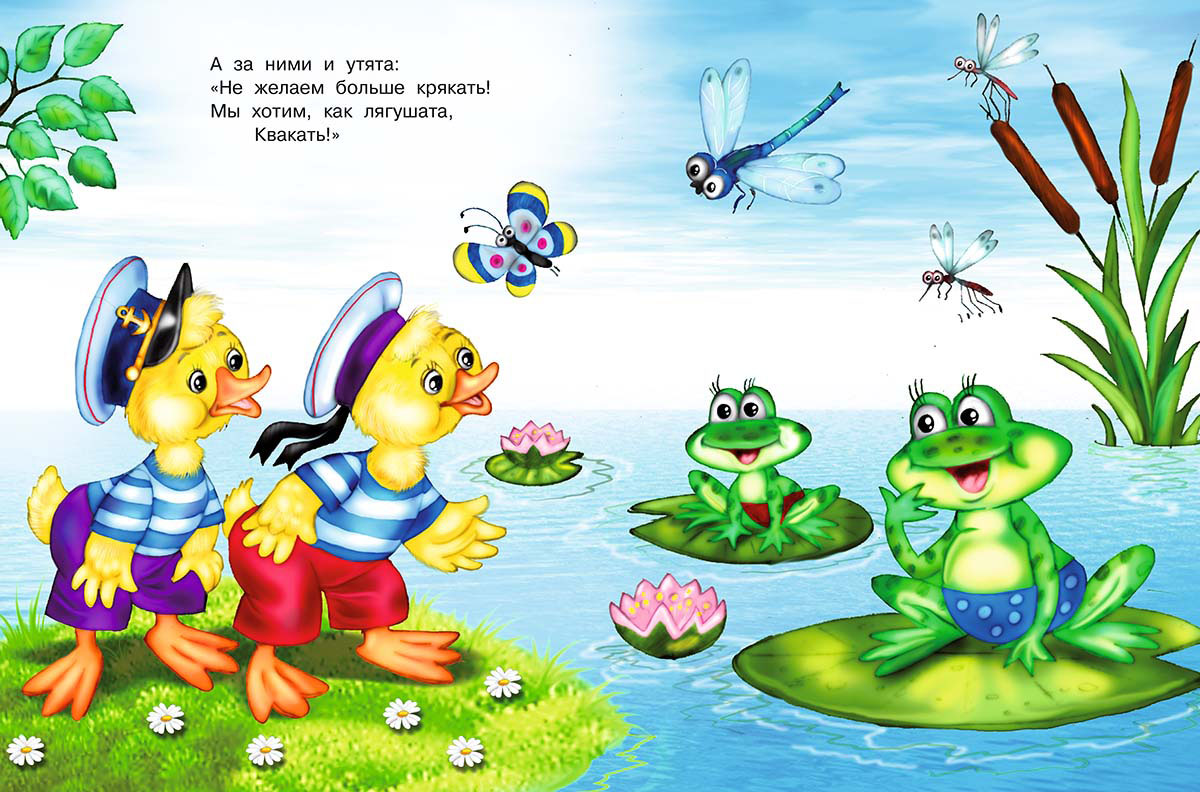 А за ними и утята:
«Не желаем больше крякать!
Мы хотим, как лягушата,
Квакать!»